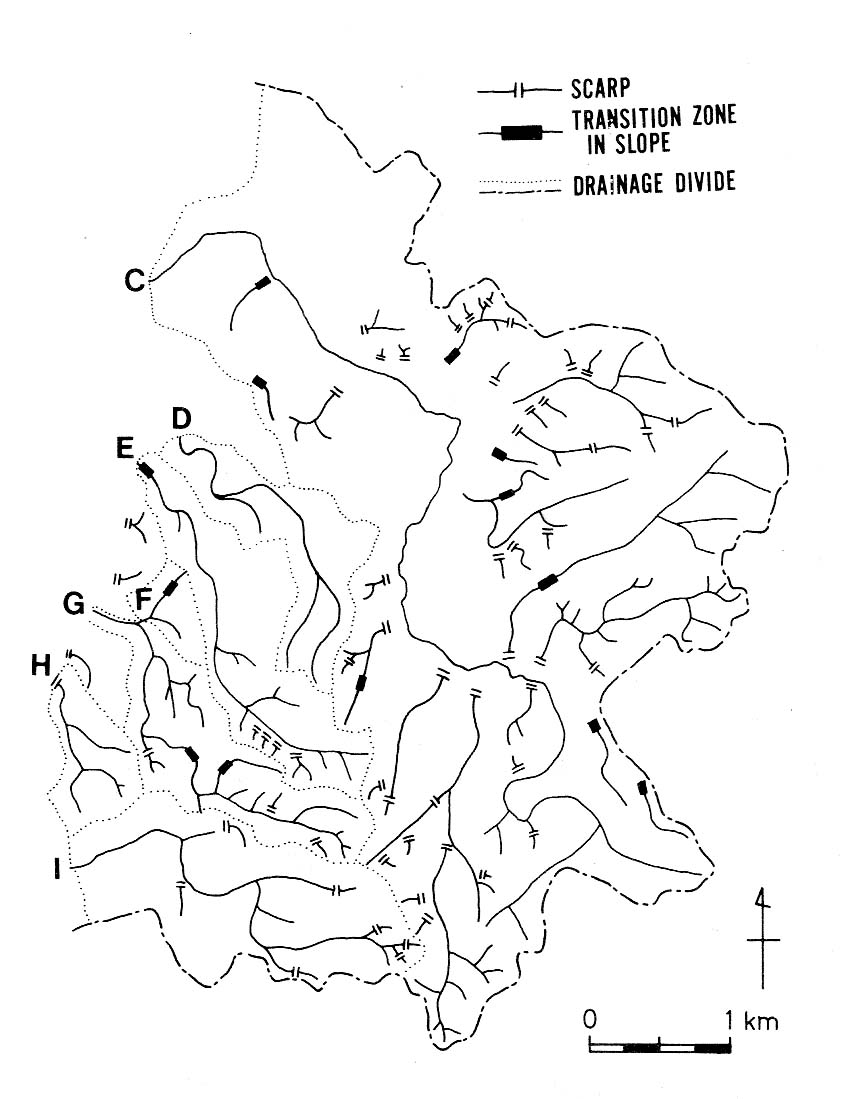 SCARP
TRANSITION ZONE
IN SLOPE
DRAINAGE DIVIDE
C
D
E
F
G
H
I
0 1 km